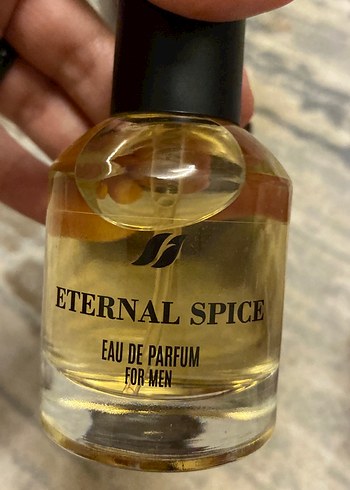 ETERNAL SPICE
EAU DE PARFUM
FOR MEN